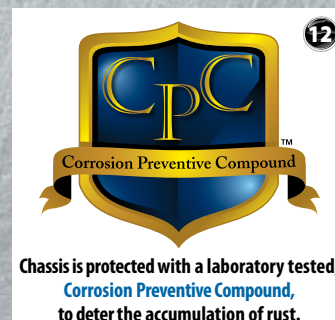 12
CPC
TM
Corrosion Preventive Compound
Chassis is protected with a laboratory tested,
Corrosion Preventive Compound,
to deter the accumulation of rust.